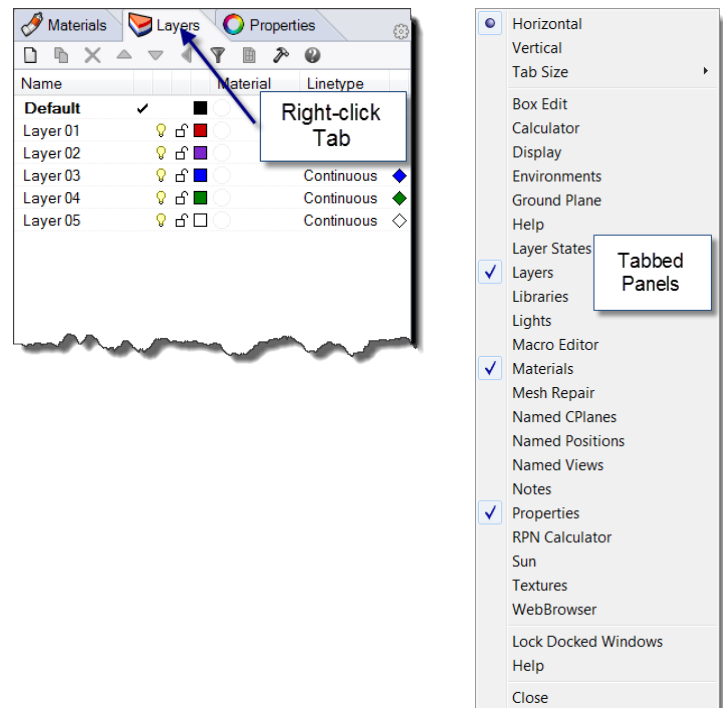 Materials Layers Properties
Name Material Linetype
Default
Layer 01
Layer 02
Layer 03 Continuous
Layer 04 Continuous
Layer 05 Continuous
Right-click
Tab
Horizontal
Vertical
Tab Size
Box Edit
Calculator
Display
Environments
Ground Plane
Help
Layer States
Layers
Libraries
Lights
Macro Editor
Materials
Mesh Repair
Named CPlanes
Named Positions
Named Views
Notes
Properties
RPN Calculator
Sun
Textures
WebBrowser
Lock Docked Windows
Help
Close
Tabbed
Panels